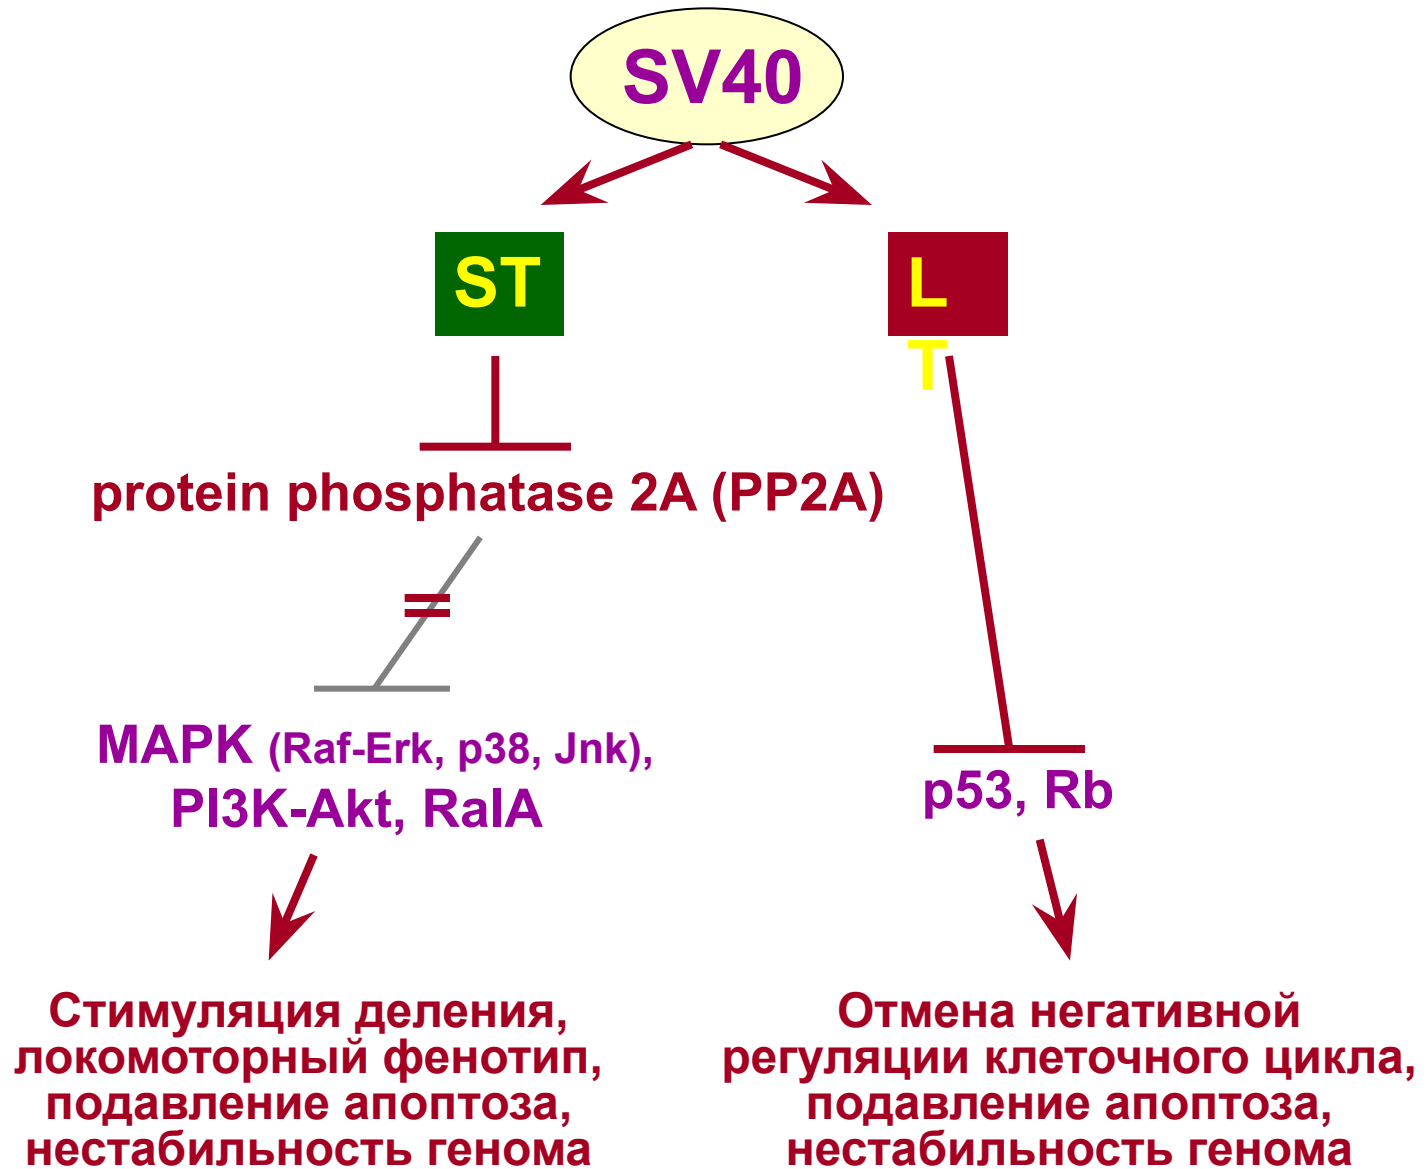 SV40
ST
L
T
protein phosphatase 2A (PP2A)
MAPK (Raf-Erk, p38, Jnk),
PI3K-Akt, RalA
p53, Rb
Стимуляция деления,
локомоторный фенотип,
подавление апоптоза,
нестабильность генома
Отмена негативной
регуляции клеточного цикла,
подавление апоптоза,
нестабильность генома